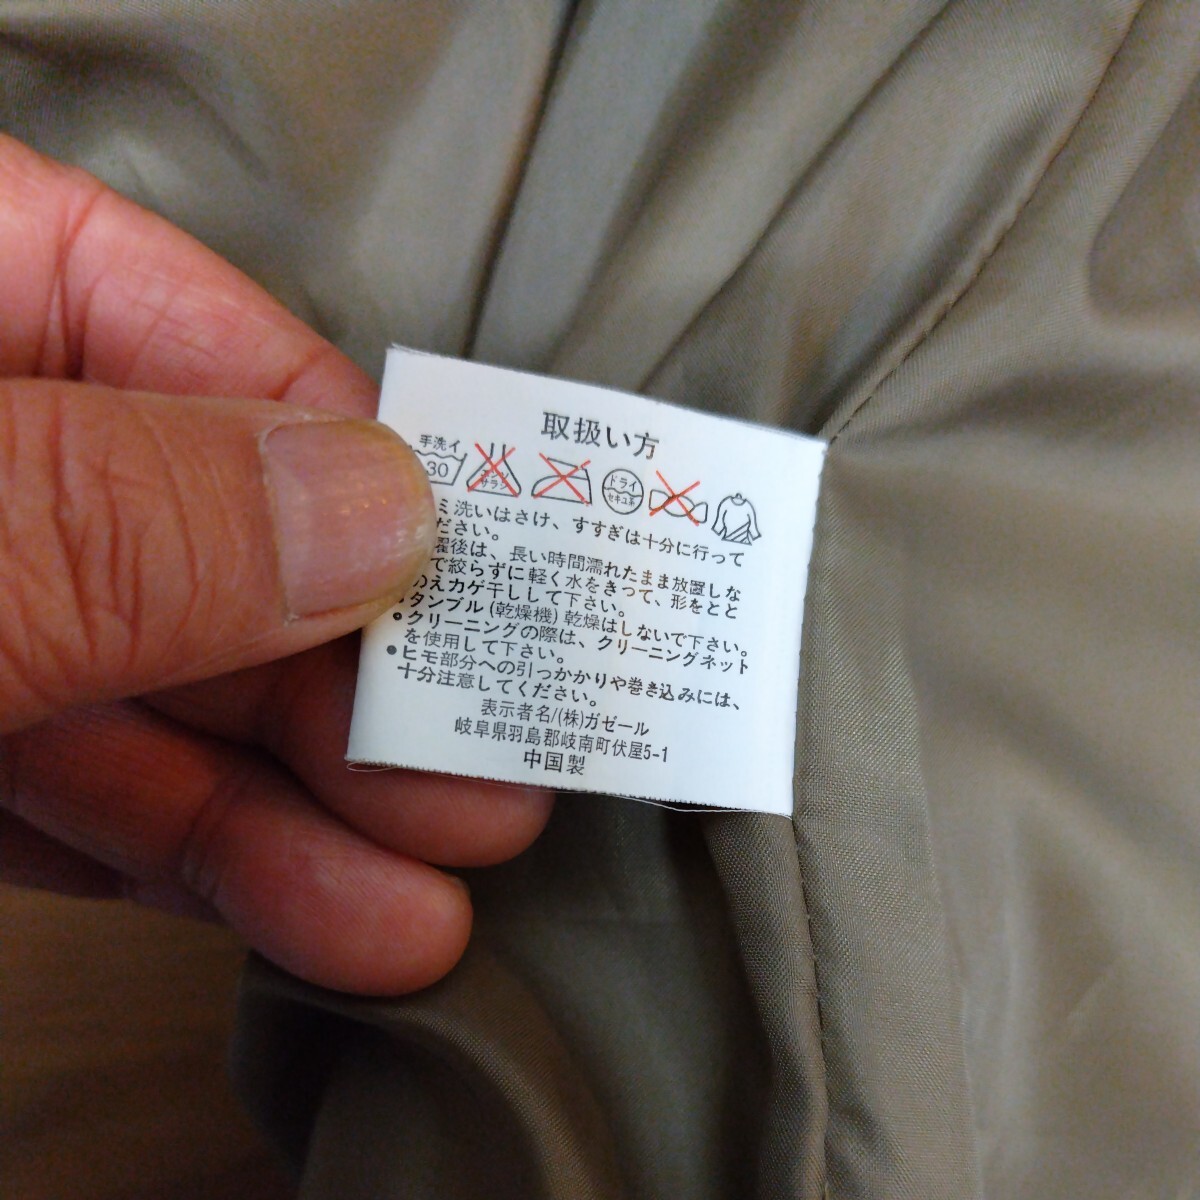 取扱い方
手洗イ
30
エンソ
サラシ
ドライ
セキユ系
ミ洗いはさけ、すすぎは十分に行って
ださい。
濯後は、長い時間濡れたまま放置しな
で絞らずに軽く水をきって、形をとと
のえカゲ干しして下さい。
●タンブル(乾燥機)乾燥はしないで下さい。
●クリーニングの際は、クリーニングネット
を使用して下さい。
●ヒモ部分への引っかかりや巻き込みには、
十分注意してください。
表示者名/(株)ガゼール
岐阜県羽島郡岐南町伏屋5-1
中国製